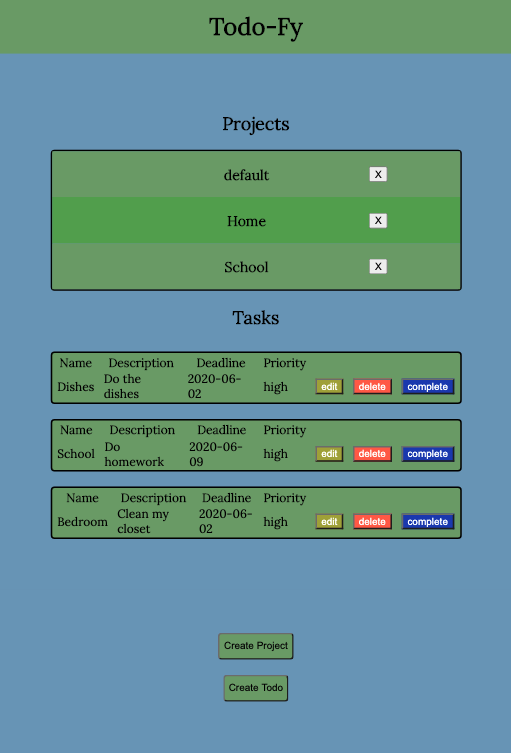 Todo-Fy
Projects
default X
Home X
School X
Tasks
Name Description Deadline Priority
Dishes Do the dishes 2020-06-02 high edit delete complete
Name Description Deadline Priority
School Do homework 2020-06-09 high edit delete complete
Name Description Deadline Priority
Bedroom Clean my closet 2020-06-02 high edit delete complete
Create Project
Create Todo